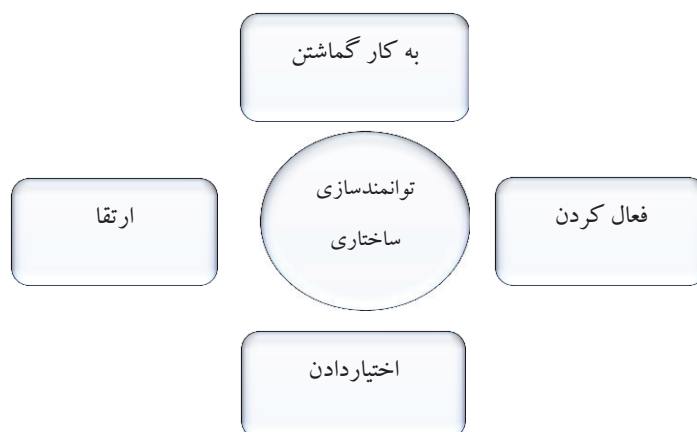 به کار گماشتن
توانمندسازی
ساختاری
فعال کردن
ارتقا
اختیاردادن